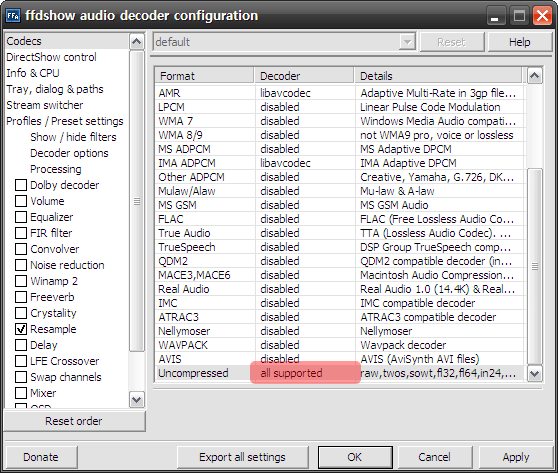 FFa ffdshow audio decoder configuration
Codecs
DirectShow control
Info & CPU
Tray, dialog & paths
Stream switcher
Profiles / Preset settings
Show / hide filters
Decoder options
Processing
Dolby decoder
Volume
Equalizer
FIR filter
Convolver
Noise reduction
Winamp 2
Freeverb
Crystality
Resample
Delay
LFE Crossover
Swap channels
Mixer
Reset order
default Reset Help
Format Decoder Details
AMR libavcodec Adaptive Multi-Rate in 3gp file...
LPCM disabled Linear Pulse Code Modulation
WMA 7 disabled Windows Media Audio compati...
WMA 8/9 disabled not WMA9 pro, voice or lossless
MS ADPCM disabled MS Adaptive DPCM
IMA ADPCM libavcodec IMA Adaptive DPCM
Other ADPCM disabled Creative, Yamaha, G.726, DK...
Mulaw/Alaw disabled Mu-law & A-law
MS GSM disabled MS GSM Audio
FLAC disabled FLAC (Free Lossless Audio Co...
True Audio disabled TTA (Lossless Audio Codec). ...
TrueSpeech disabled DSP Group TrueSpeech comp...
QDM2 disabled QDM2 compatible decoder (in...
MACE3,MACE6 disabled Macintosh Audio Compression...
Real Audio disabled Real Audio 1.0 (14.4K) & Real...
IMC disabled IMC compatible decoder
ATRAC3 disabled ATRAC3 compatible decoder
Nellymoser disabled Nellymoser
WAVPACK disabled Wavpack decoder
AVIS disabled AVIS (AviSynth AVI files)
Uncompressed all supported raw,twos,sowt,fl32,fl64,in24,...
Donate Export all settings OK Cancel Apply